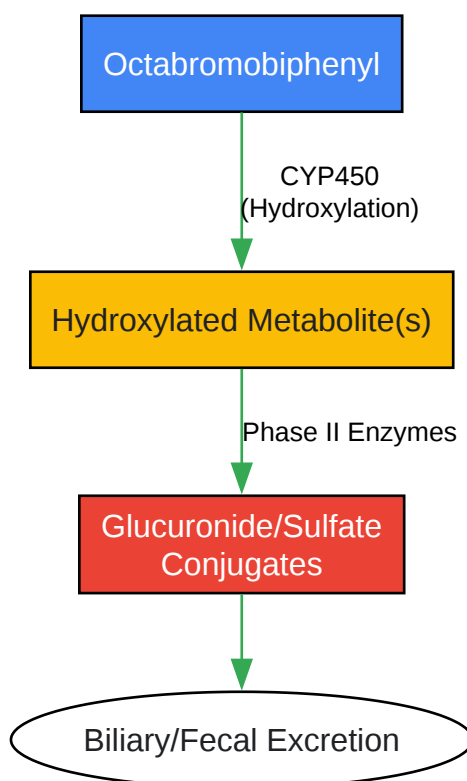 Octabromobiphenyl
CYP450
(Hydroxylation)
Hydroxylated Metabolite(s)
Phase II Enzymes
Glucuronide/Sulfate
Conjugates
Biliary/Fecal Excretion